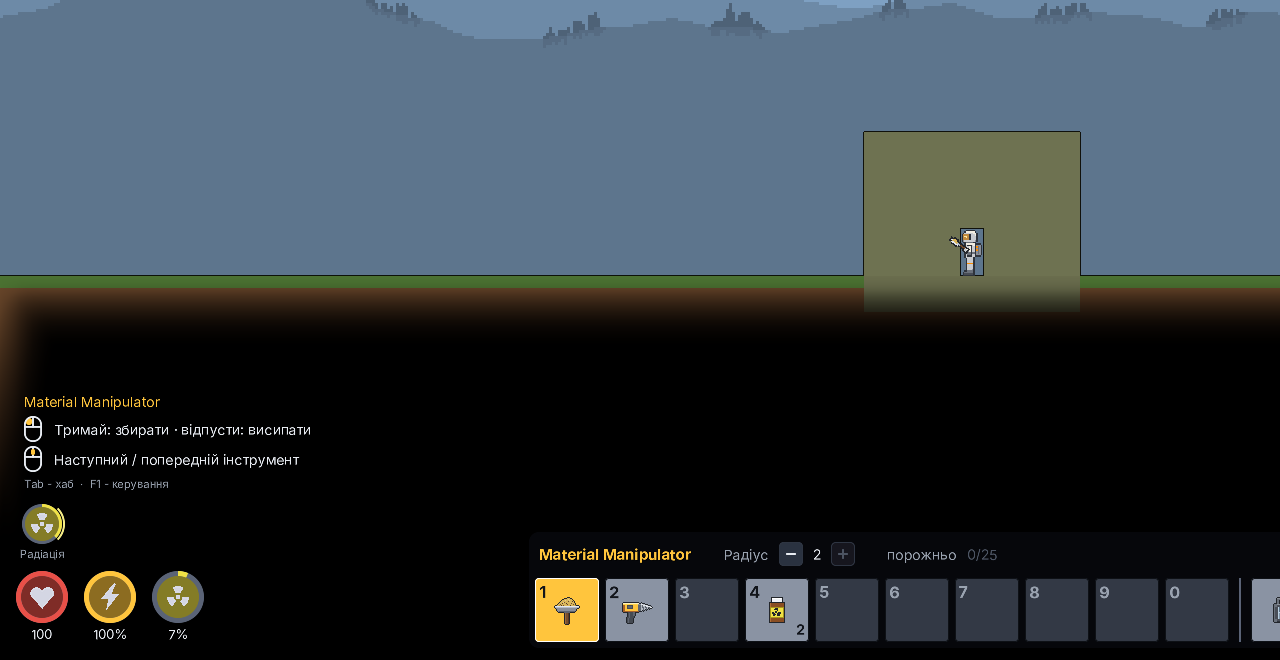 Material Manipulator
Тримай: збирати · відпусти: висипати
Наступний / попередній інструмент
Tab - хаб · F1 - керування
Радіація
100
100%
7%
Material Manipulator
Радіус
2
порожньо 0/25
1
2
3
4
2
5
6
7
8
9
0